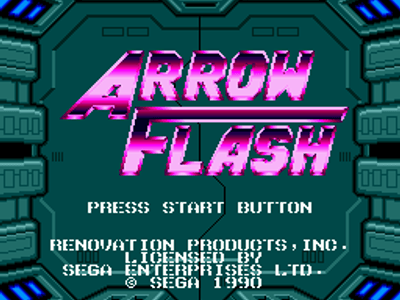 ARROW
FLASH
PRESS START BUTTON
RENOVATION PRODUCTS, INC.
LICENSED BY
SEGA ENTERPRISES LTD.
© SEGA 1990